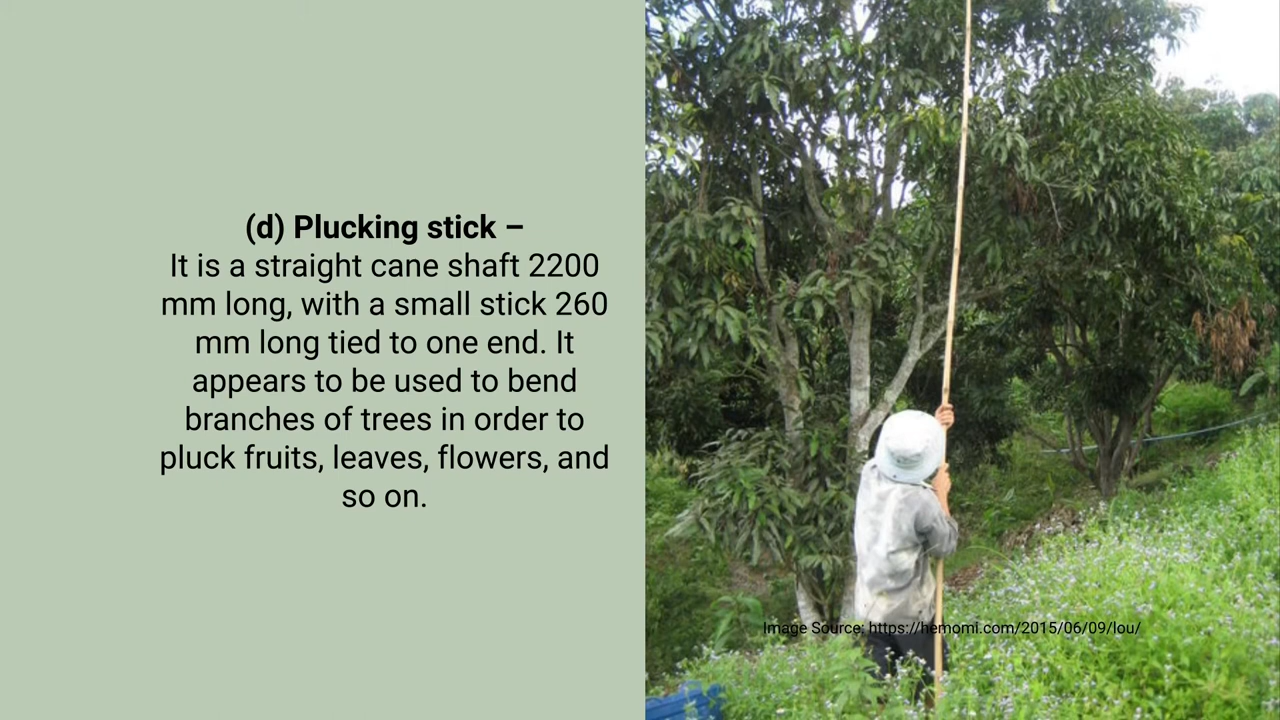 (d) Plucking stick –
It is a straight cane shaft 2200
mm long, with a small stick 260
mm long tied to one end. It
appears to be used to bend
branches of trees in order to
pluck fruits, leaves, flowers, and
so on.
Image Source: https://hemomi.com/2015/06/09/lou/